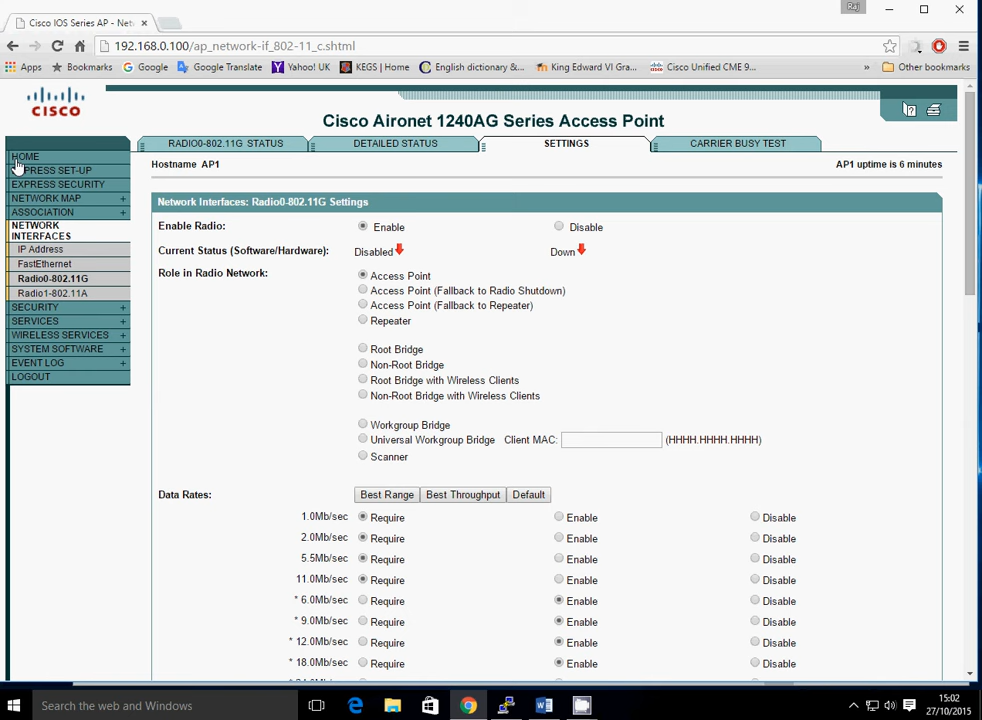 Raj
Cisco IOS Series AP - Net
192.168.0.100/ap_network-if_802-11_c.shtml
Apps
Bookmarks
Google
Google Translate
Yahoo! UK
KEGS | Home
English dictionary &...
King Edward VI Gra...
Cisco Unified CME 9...
»
Other bookmarks
CISCO
Cisco Aironet 1240AG Series Access Point
HOME
EXPRESS SET-UP
EXPRESS SECURITY
NETWORK MAP +
ASSOCIATION +
NETWORK
INTERFACES
IP Address
FastEthernet
Radio0-802.11G
Radio1-802.11A
SECURITY +
SERVICES +
WIRELESS SERVICES +
SYSTEM SOFTWARE +
EVENT LOG +
LOGOUT
RADIO0-802.11G STATUS
DETAILED STATUS
SETTINGS
CARRIER BUSY TEST
Hostname AP1
AP1 uptime is 6 minutes
Network Interfaces: Radio0-802.11G Settings
Enable Radio: Enable Disable
Current Status (Software/Hardware): Disabled Down
Role in Radio Network: Access Point
Access Point (Fallback to Radio Shutdown)
Access Point (Fallback to Repeater)
Repeater
Root Bridge
Non-Root Bridge
Root Bridge with Wireless Clients
Non-Root Bridge with Wireless Clients
Workgroup Bridge
Universal Workgroup Bridge Client MAC: (HHHH.HHHH.HHHH)
Scanner
Data Rates: Best Range Best Throughput Default
1.0Mb/sec Require Enable Disable
2.0Mb/sec Require Enable Disable
5.5Mb/sec Require Enable Disable
11.0Mb/sec Require Enable Disable
* 6.0Mb/sec Require Enable Disable
* 9.0Mb/sec Require Enable Disable
* 12.0Mb/sec Require Enable Disable
* 18.0Mb/sec Require Enable Disable
Search the web and Windows
15:02
27/10/2015